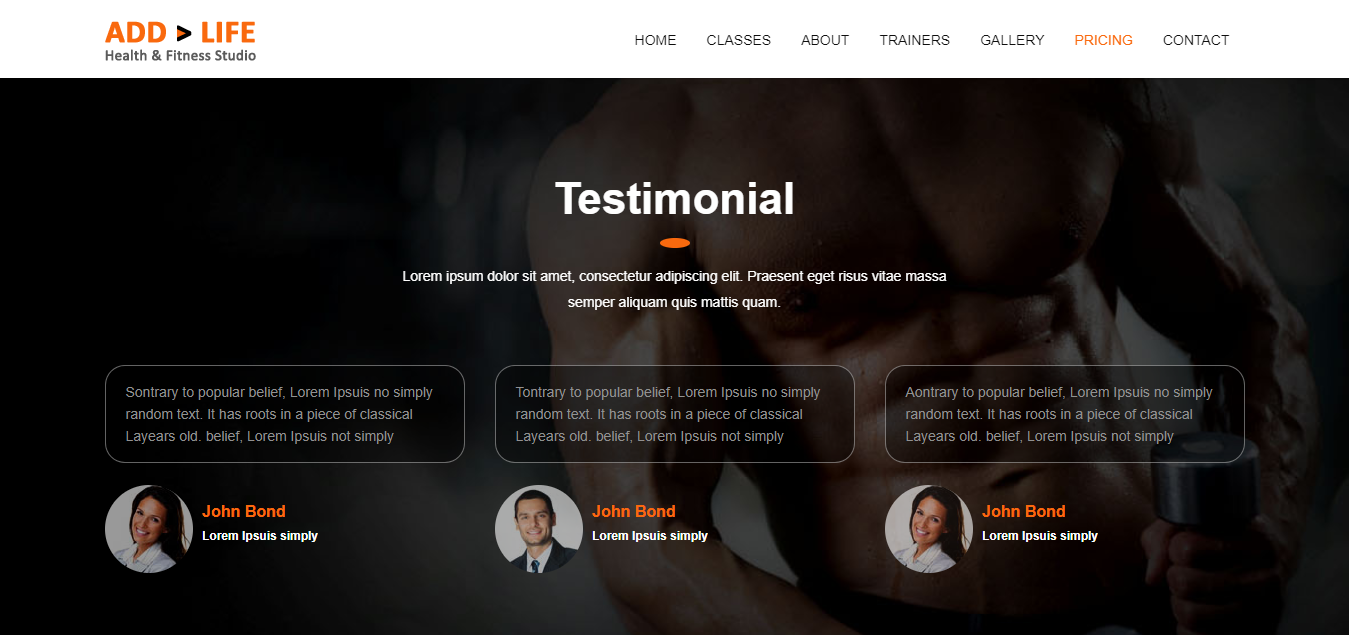 ADD > LIFE
Health & Fitness Studio
HOME CLASSES ABOUT TRAINERS GALLERY PRICING CONTACT
Testimonial
Lorem ipsum dolor sit amet, consectetur adipiscing elit. Praesent eget risus vitae massa
semper aliquam quis mattis quam.
Sontrary to popular belief, Lorem Ipsuis no simply
random text. It has roots in a piece of classical
Layears old. belief, Lorem Ipsuis not simply
John Bond
Lorem Ipsuis simply
Tontrary to popular belief, Lorem Ipsuis no simply
random text. It has roots in a piece of classical
Layears old. belief, Lorem Ipsuis not simply
John Bond
Lorem Ipsuis simply
Aontrary to popular belief, Lorem Ipsuis no simply
random text. It has roots in a piece of classical
Layears old. belief, Lorem Ipsuis not simply
John Bond
Lorem Ipsuis simply